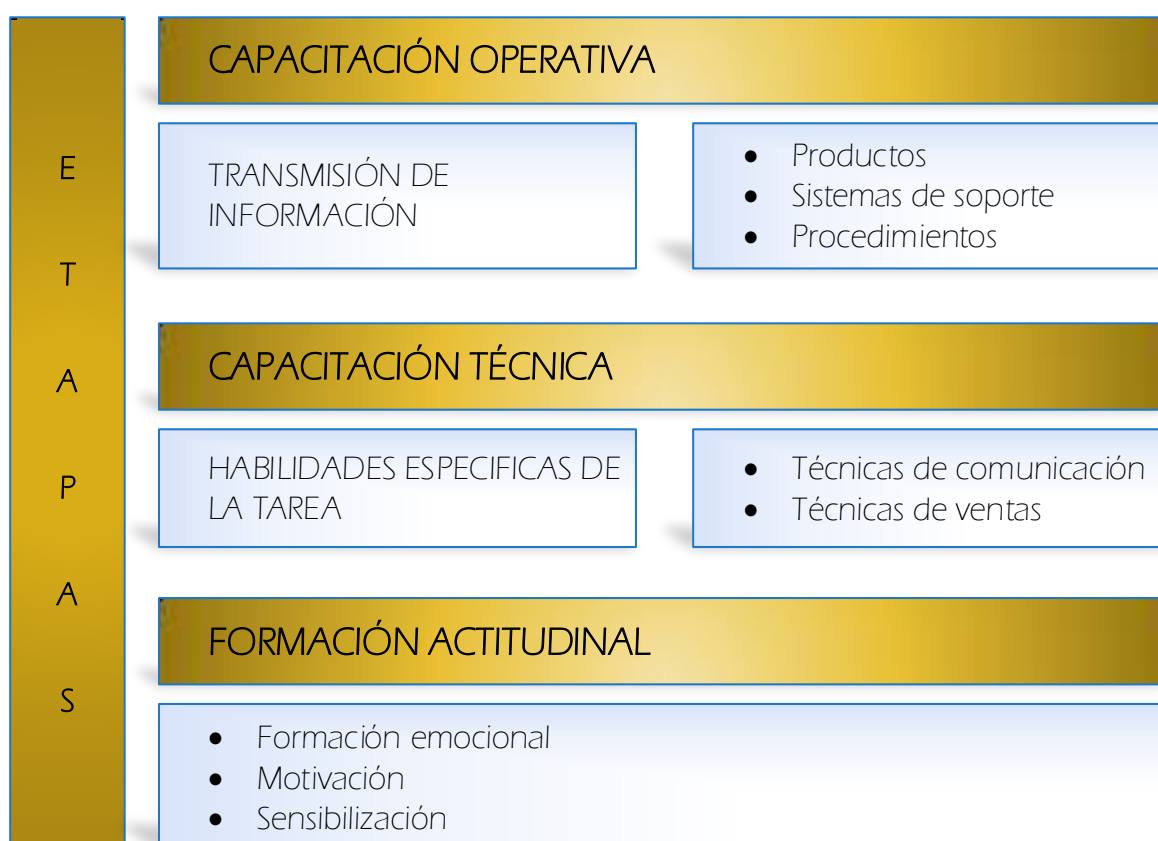 E
T
A
P
A
S
CAPACITACIÓN OPERATIVA
TRANSMISIÓN DE
INFORMACIÓN
• Productos
• Sistemas de soporte
• Procedimientos
CAPACITACIÓN TÉCNICA
HABILIDADES ESPECIFICAS DE
LA TAREA
• Técnicas de comunicación
• Técnicas de ventas
FORMACIÓN ACTITUDINAL
• Formación emocional
• Motivación
• Sensibilización